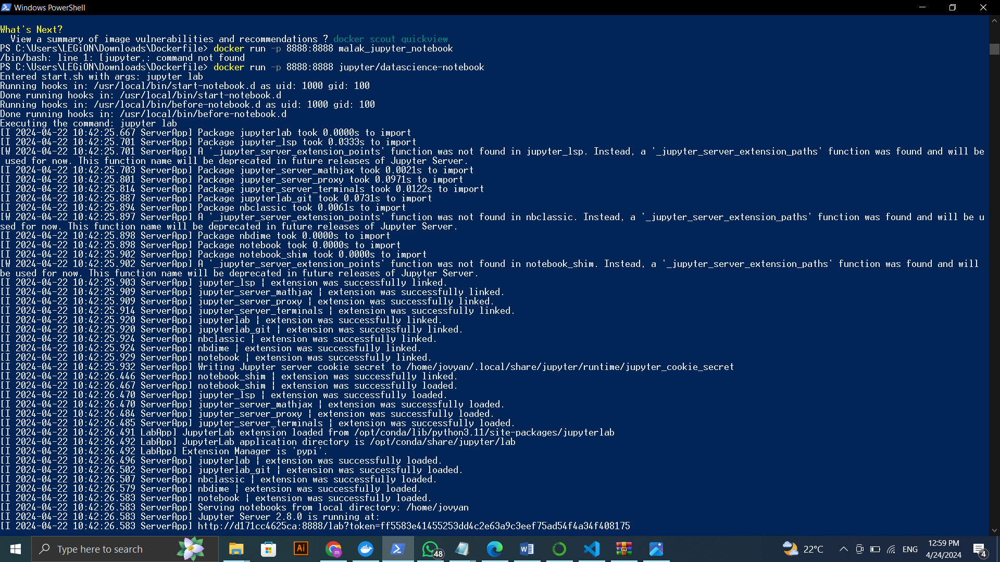 Windows PowerShell
What's Next?
  View a summary of image vulnerabilities and recommendations ? docker scout quickview
PS C:\Users\LEGiON\Downloads\Dockerfile> docker run -p 8888:8888 malak_jupyter_notebook
/bin/bash: line 1: [jupyter,: command not found
PS C:\Users\LEGiON\Downloads\Dockerfile> docker run -p 8888:8888 jupyter/datascience-notebook
Entered start.sh with args: jupyter lab
Running hooks in: /usr/local/bin/start-notebook.d as uid: 1000 gid: 100
Done running hooks in: /usr/local/bin/start-notebook.d
Running hooks in: /usr/local/bin/before-notebook.d as uid: 1000 gid: 100
Done running hooks in: /usr/local/bin/before-notebook.d
Executing the command: jupyter lab
[I 2024-04-22 10:42:25.667 ServerApp] Package jupyterlab took 0.0000s to import
[I 2024-04-22 10:42:25.701 ServerApp] Package jupyter_lsp took 0.0333s to import
[W 2024-04-22 10:42:25.701 ServerApp] A `_jupyter_server_extension_points` function was not found in jupyter_lsp. Instead, a `_jupyter_server_extension_paths` function was found and will be
 used for now. This function name will be deprecated in future releases of Jupyter Server.
[I 2024-04-22 10:42:25.703 ServerApp] Package jupyter_server_mathjax took 0.0021s to import
[I 2024-04-22 10:42:25.801 ServerApp] Package jupyter_server_proxy took 0.0971s to import
[I 2024-04-22 10:42:25.814 ServerApp] Package jupyter_server_terminals took 0.0122s to import
[I 2024-04-22 10:42:25.887 ServerApp] Package jupyterlab_git took 0.0731s to import
[I 2024-04-22 10:42:25.894 ServerApp] Package nbclassic took 0.0061s to import
[W 2024-04-22 10:42:25.897 ServerApp] A `_jupyter_server_extension_points` function was not found in nbclassic. Instead, a `_jupyter_server_extension_paths` function was found and will be u
sed for now. This function name will be deprecated in future releases of Jupyter Server.
[I 2024-04-22 10:42:25.898 ServerApp] Package nbdime took 0.0000s to import
[I 2024-04-22 10:42:25.898 ServerApp] Package notebook took 0.0000s to import
[I 2024-04-22 10:42:25.902 ServerApp] Package notebook_shim took 0.0000s to import
[W 2024-04-22 10:42:25.902 ServerApp] A `_jupyter_server_extension_points` function was not found in notebook_shim. Instead, a `_jupyter_server_extension_paths` function was found and will
be used for now. This function name will be deprecated in future releases of Jupyter Server.
[I 2024-04-22 10:42:25.903 ServerApp] jupyter_lsp | extension was successfully linked.
[I 2024-04-22 10:42:25.909 ServerApp] jupyter_server_mathjax | extension was successfully linked.
[I 2024-04-22 10:42:25.909 ServerApp] jupyter_server_proxy | extension was successfully linked.
[I 2024-04-22 10:42:25.914 ServerApp] jupyter_server_terminals | extension was successfully linked.
[I 2024-04-22 10:42:25.920 ServerApp] jupyterlab | extension was successfully linked.
[I 2024-04-22 10:42:25.920 ServerApp] jupyterlab_git | extension was successfully linked.
[I 2024-04-22 10:42:25.924 ServerApp] nbclassic | extension was successfully linked.
[I 2024-04-22 10:42:25.924 ServerApp] nbdime | extension was successfully linked.
[I 2024-04-22 10:42:25.929 ServerApp] notebook | extension was successfully linked.
[I 2024-04-22 10:42:25.932 ServerApp] Writing Jupyter server cookie secret to /home/jovyan/.local/share/jupyter/runtime/jupyter_cookie_secret
[I 2024-04-22 10:42:26.446 ServerApp] notebook_shim | extension was successfully linked.
[I 2024-04-22 10:42:26.467 ServerApp] notebook_shim | extension was successfully loaded.
[I 2024-04-22 10:42:26.470 ServerApp] jupyter_lsp | extension was successfully loaded.
[I 2024-04-22 10:42:26.470 ServerApp] jupyter_server_mathjax | extension was successfully loaded.
[I 2024-04-22 10:42:26.484 ServerApp] jupyter_server_proxy | extension was successfully loaded.
[I 2024-04-22 10:42:26.485 ServerApp] jupyter_server_terminals | extension was successfully loaded.
[I 2024-04-22 10:42:26.491 LabApp] JupyterLab extension loaded from /opt/conda/lib/python3.11/site-packages/jupyterlab
[I 2024-04-22 10:42:26.492 LabApp] JupyterLab application directory is /opt/conda/share/jupyter/lab
[I 2024-04-22 10:42:26.492 LabApp] Extension Manager is 'pypi'.
[I 2024-04-22 10:42:26.496 ServerApp] jupyterlab | extension was successfully loaded.
[I 2024-04-22 10:42:26.502 ServerApp] jupyterlab_git | extension was successfully loaded.
[I 2024-04-22 10:42:26.507 ServerApp] nbclassic | extension was successfully loaded.
[I 2024-04-22 10:42:26.579 ServerApp] nbdime | extension was successfully loaded.
[I 2024-04-22 10:42:26.583 ServerApp] notebook | extension was successfully loaded.
[I 2024-04-22 10:42:26.583 ServerApp] Serving notebooks from local directory: /home/jovyan
[I 2024-04-22 10:42:26.583 ServerApp] Jupyter Server 2.8.0 is running at:
[I 2024-04-22 10:42:26.583 ServerApp] http://d171cc4625ca:8888/lab?token=ff5583e41455253dd4c2e63a9c3eef75ad54f4a34f408175
Type here to search
Ai
m
48
22°C
ENG
12:59 PM
4/24/2024
4